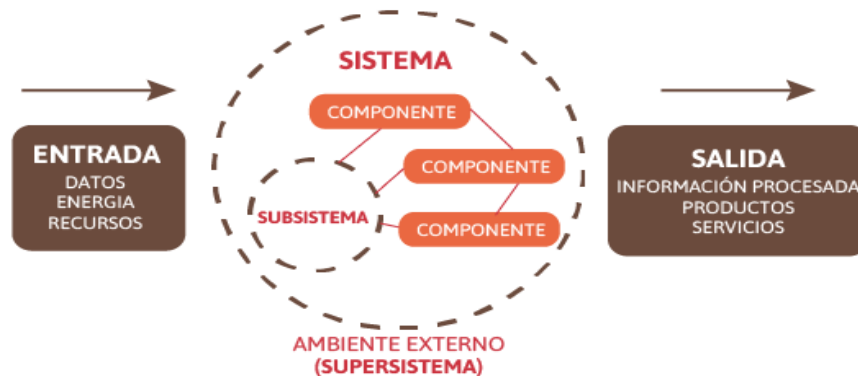 SISTEMA
COMPONENTE
COMPONENTE
SUBSISTEMA
COMPONENTE
ENTRADA
DATOS
ENERGIA
RECURSOS
SALIDA
INFORMACIÓN PROCESADA
PRODUCTOS
SERVICIOS
AMBIENTE EXTERNO
(SUPERSISTEMA)